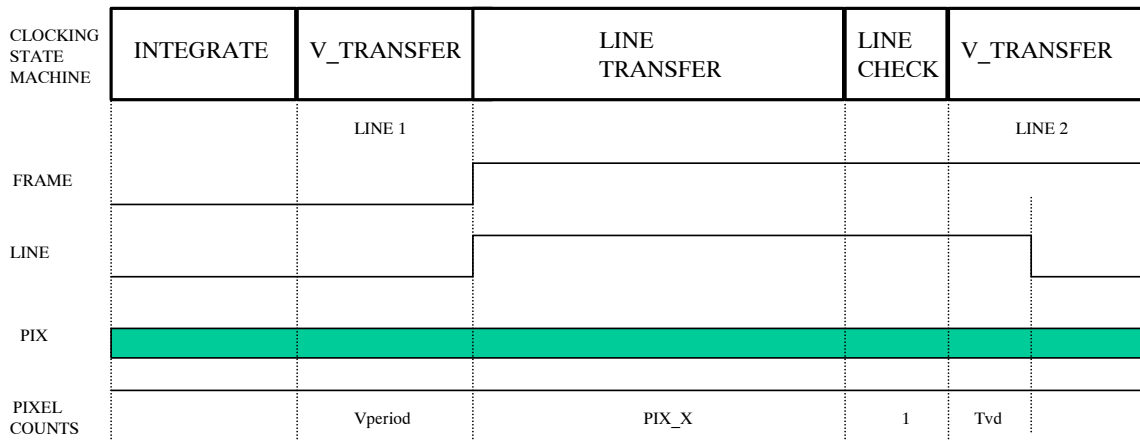 CLOCKING
STATE
MACHINE
INTEGRATE
V_TRANSFER
LINE
TRANSFER
LINE
CHECK
V_TRANSFER
LINE 1
LINE 2
FRAME
LINE
PIX
PIXEL
COUNTS
Vperiod
PIX_X
1
Tvd